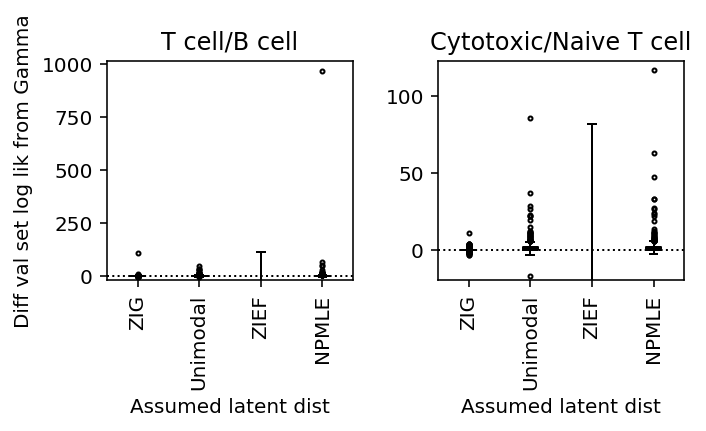 T cell/B cell
Cytotoxic/Naive T cell
Diff val set log lik from Gamma
1000
750
500
250
0
100
50
0
ZIG
Unimodal
ZIEF
NPMLE
ZIG
Unimodal
ZIEF
NPMLE
Assumed latent dist
Assumed latent dist